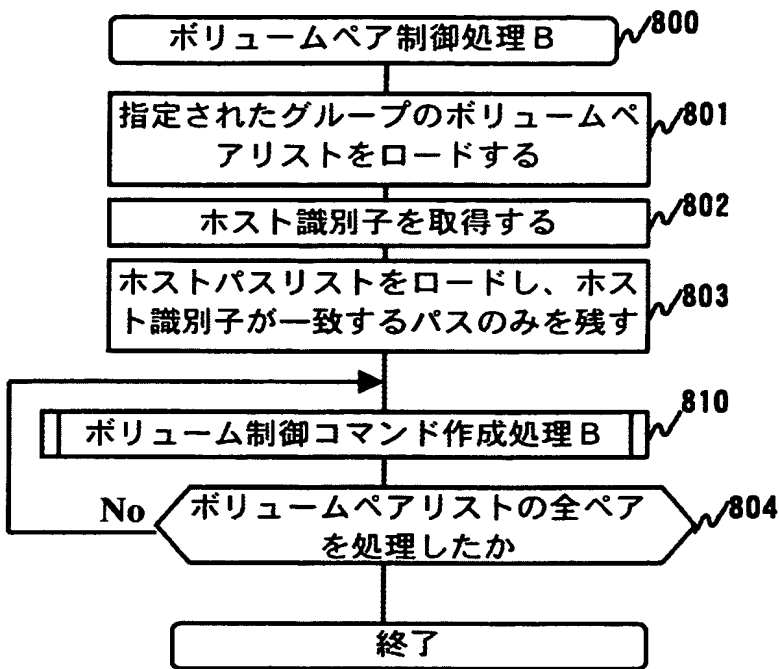 ボリュームペア制御処理B
800
指定されたグループのボリュームペ
アリストをロードする
801
ホスト識別子を取得する
802
ホストパスリストをロードし、ホス
ト識別子が一致するパスのみを残す
803
ボリューム制御コマンド作成処理B
810
No
ボリュームペアリストの全ペア
を処理したか
804
終了